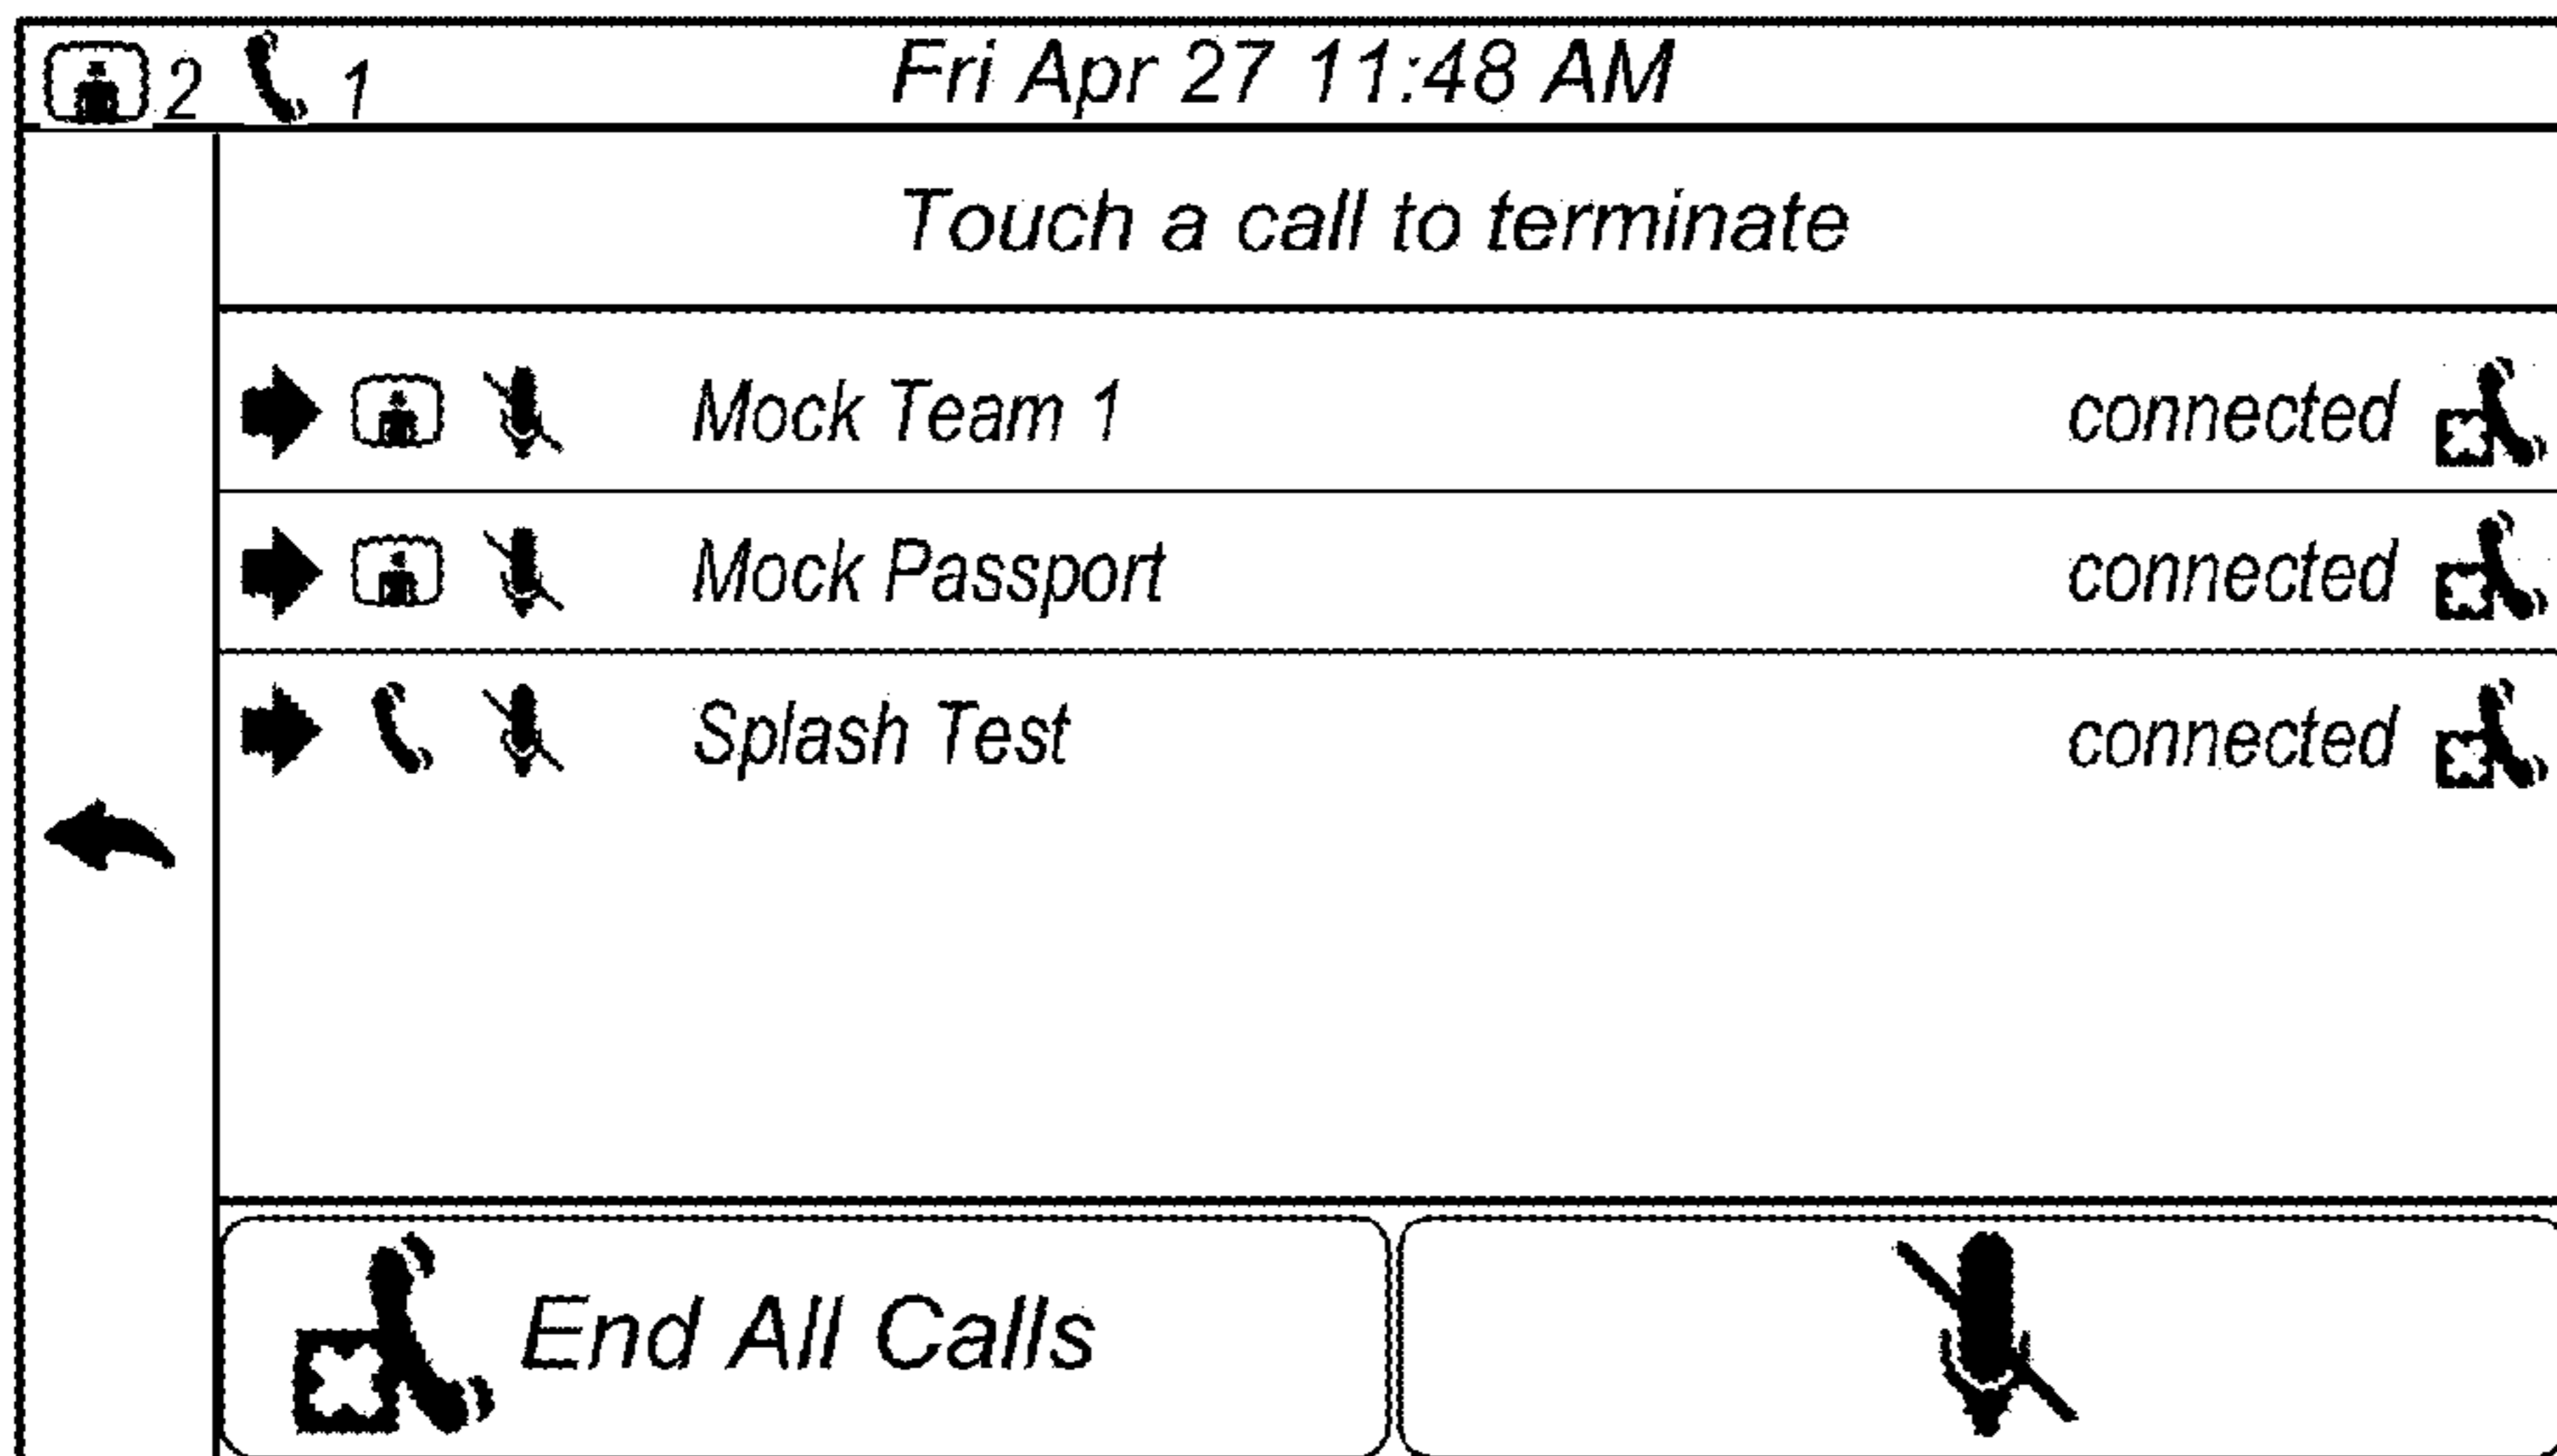 2 1 Fri Apr 27 11:48 AM
Touch a call to terminate
Mock Team 1 connected
Mock Passport connected
Splash Test connected
End All Calls